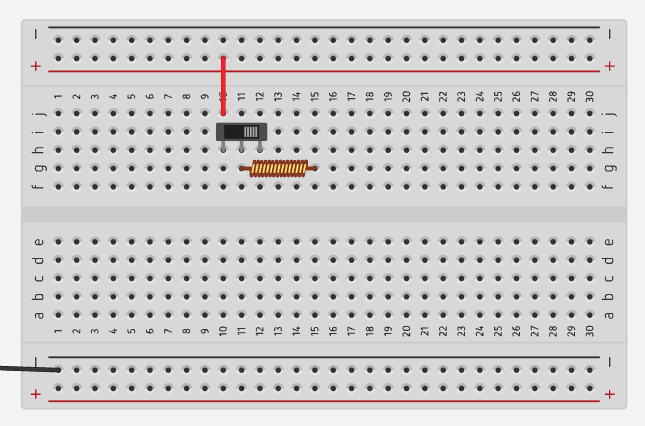 − −
+ +
1 2 3 4 5 6 7 8 9 10 11 12 13 14 15 16 17 18 19 20 21 22 23 24 25 26 27 28 29 30
j j
i i
h h
g g
f f
e e
d d
c c
b b
a a
1 2 3 4 5 6 7 8 9 10 11 12 13 14 15 16 17 18 19 20 21 22 23 24 25 26 27 28 29 30
− −
+ +